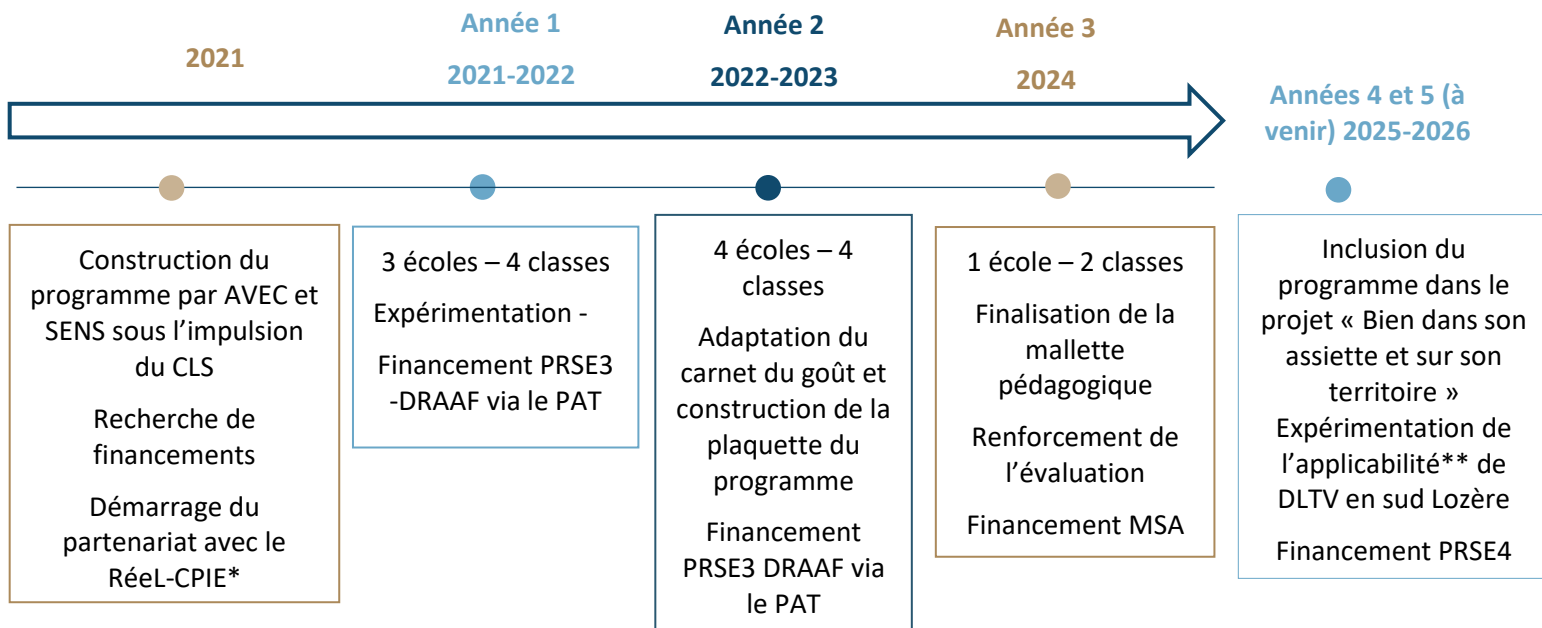 2021
Année 1
2021-2022
Année 2
2022-2023
Année 3
2024
Années 4 et 5 (à
venir) 2025-2026
Construction du
programme par AVEC et
SENS sous l’impulsion
du CLS
Recherche de
financements
Démarrage du
partenariat avec le
RéeL-CPIE*
3 écoles – 4 classes
Expérimentation -
Financement PRSE3
-DRAAF via le PAT
4 écoles – 4
classes
Adaptation du
carnet du goût et
construction de la
plaquette du
programme
Financement
PRSE3 DRAAF via
le PAT
1 école – 2 classes
Finalisation de la
mallette
pédagogique
Renforcement de
l’évaluation
Financement MSA
Inclusion du
programme dans le
projet « Bien dans son
assiette et sur son
territoire »
Expérimentation de
l’applicabilité** de
DLTV en sud Lozère
Financement PRSE4